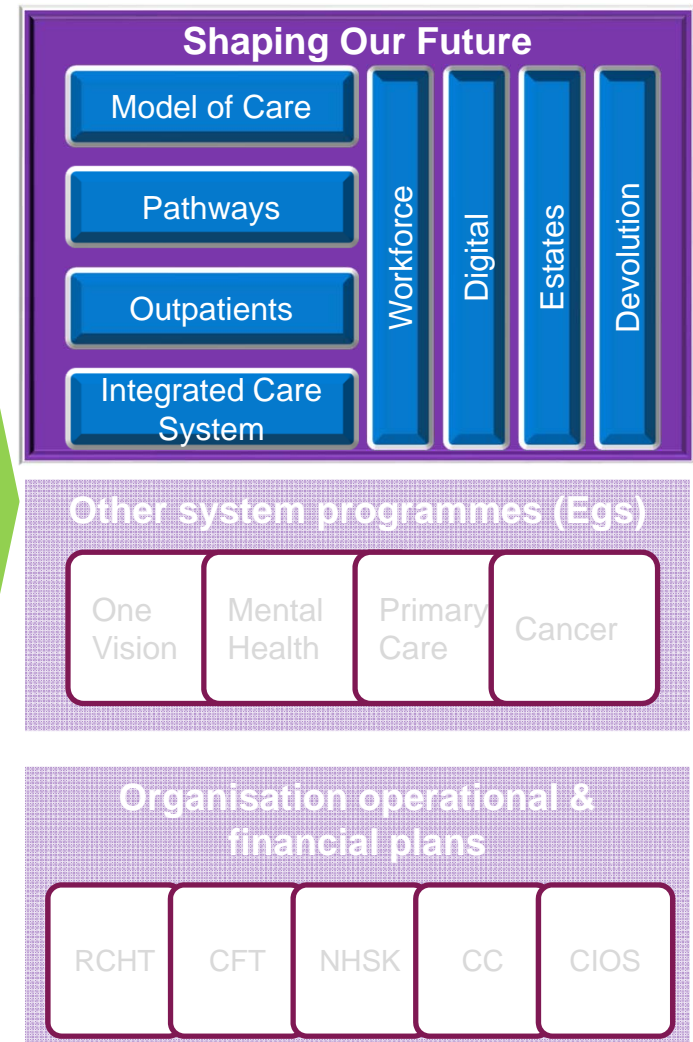 Shaping Our Future
Model of Care
Pathways
Outpatients
Integrated Care
System
Workforce
Digital
Estates
Devolution
Other system programmes (Egs)
One
Vision
Mental
Health
Primary
Care
Cancer
Organisation operational &
financial plans
RCHT
CFT
NHSK
CC
CIOS